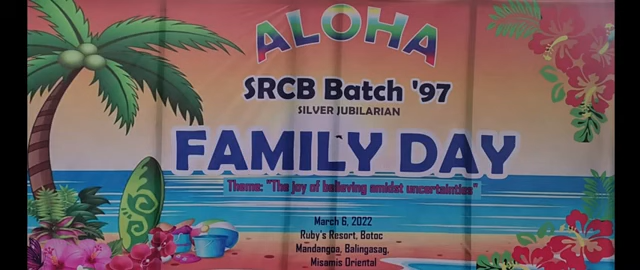 ALOHA
SRCB Batch '97
SILVER JUBILARIAN
FAMILY DAY
Theme: "The joy of believing amidst uncertainties"
March 6, 2022
Ruby's Resort, Botoc
Mandangoa, Balingasag,
Misamis Oriental